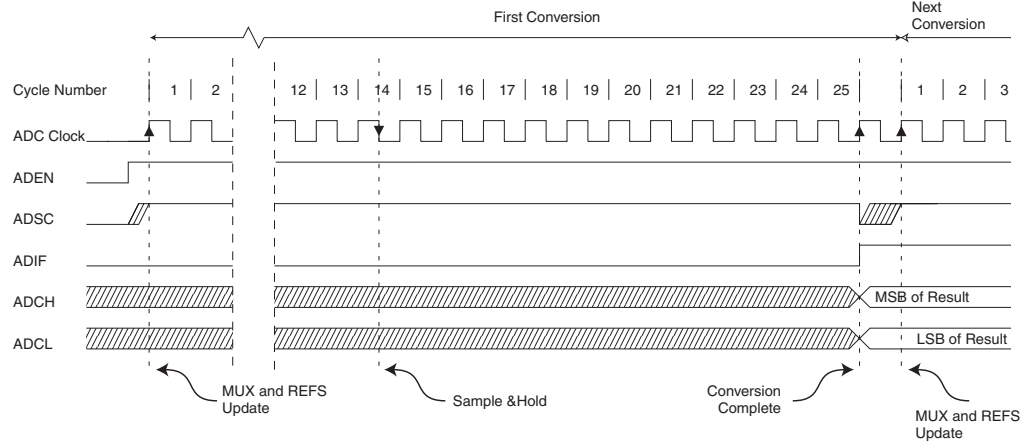 First Conversion
Next
Conversion
Cycle Number 1 2 12 13 14 15 16 17 18 19 20 21 22 23 24 25 1 2 3
ADC Clock
ADEN
ADSC
ADIF
ADCH MSB of Result
ADCL LSB of Result
MUX and REFS
Update
Sample &Hold
Conversion
Complete
MUX and REFS
Update